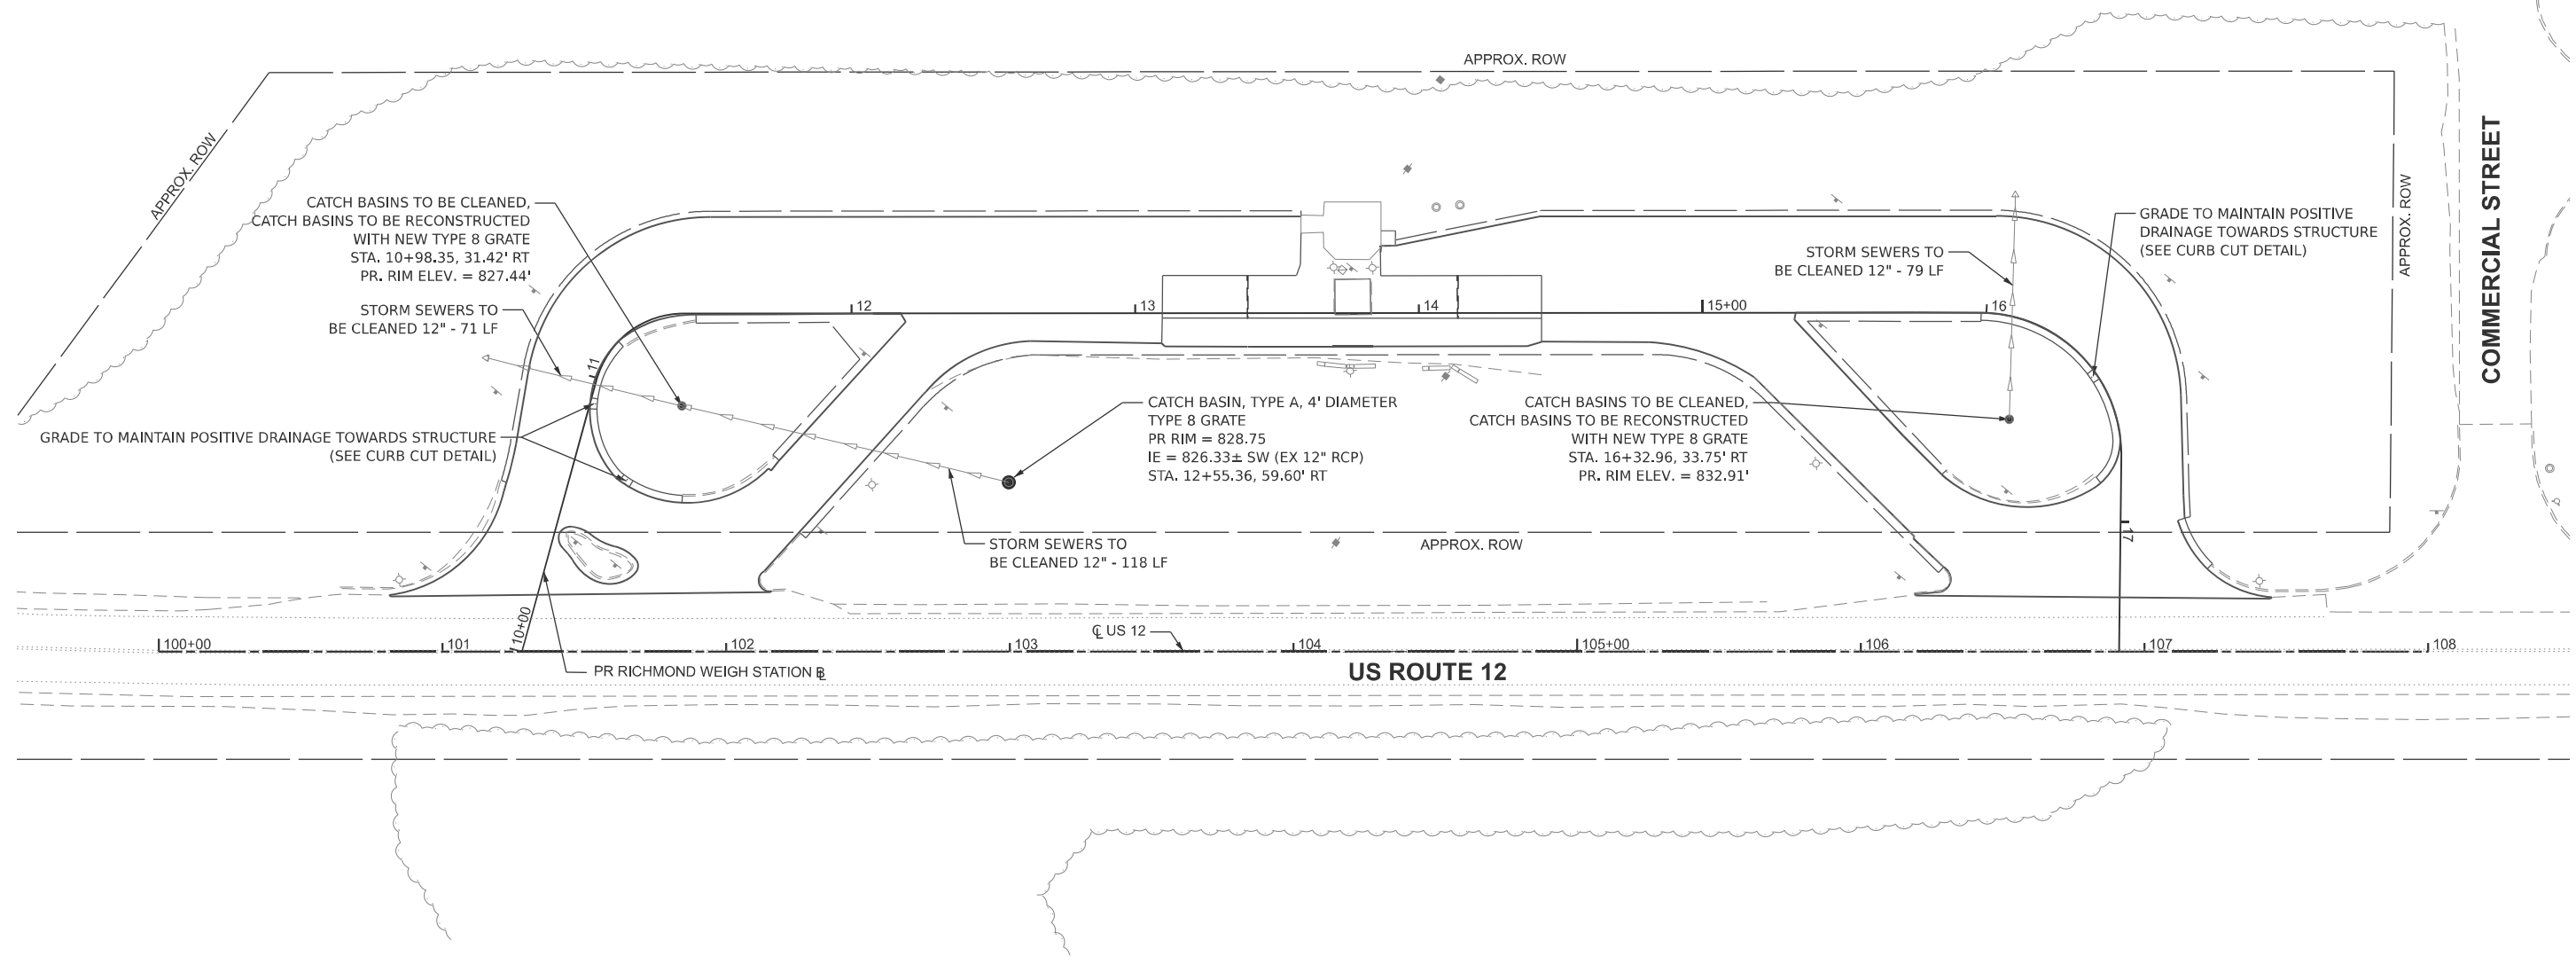 APPROX. ROW
APPROX. ROW
APPROX. ROW
COMMERCIAL STREET
CATCH BASINS TO BE CLEANED,
CATCH BASINS TO BE RECONSTRUCTED
WITH NEW TYPE 8 GRATE
STA. 10+98.35, 31.42' RT
PR. RIM ELEV. = 827.44'
STORM SEWERS TO
BE CLEANED 12" - 71 LF
GRADE TO MAINTAIN POSITIVE
DRAINAGE TOWARDS STRUCTURE
(SEE CURB CUT DETAIL)
STORM SEWERS TO
BE CLEANED 12" - 79 LF
11
12
13
14
15+00
16
17
GRADE TO MAINTAIN POSITIVE DRAINAGE TOWARDS STRUCTURE
(SEE CURB CUT DETAIL)
CATCH BASIN, TYPE A, 4' DIAMETER
TYPE 8 GRATE
PR RIM = 828.75
IE = 826.33± SW (EX 12" RCP)
STA. 12+55.36, 59.60' RT
CATCH BASINS TO BE CLEANED,
CATCH BASINS TO BE RECONSTRUCTED
WITH NEW TYPE 8 GRATE
STA. 16+32.96, 33.75' RT
PR. RIM ELEV. = 832.91'
STORM SEWERS TO
BE CLEANED 12" - 118 LF
APPROX. ROW
10+00
℄ US 12
100+00
101
102
103
104
105+00
106
107
108
PR RICHMOND WEIGH STATION BL
US ROUTE 12